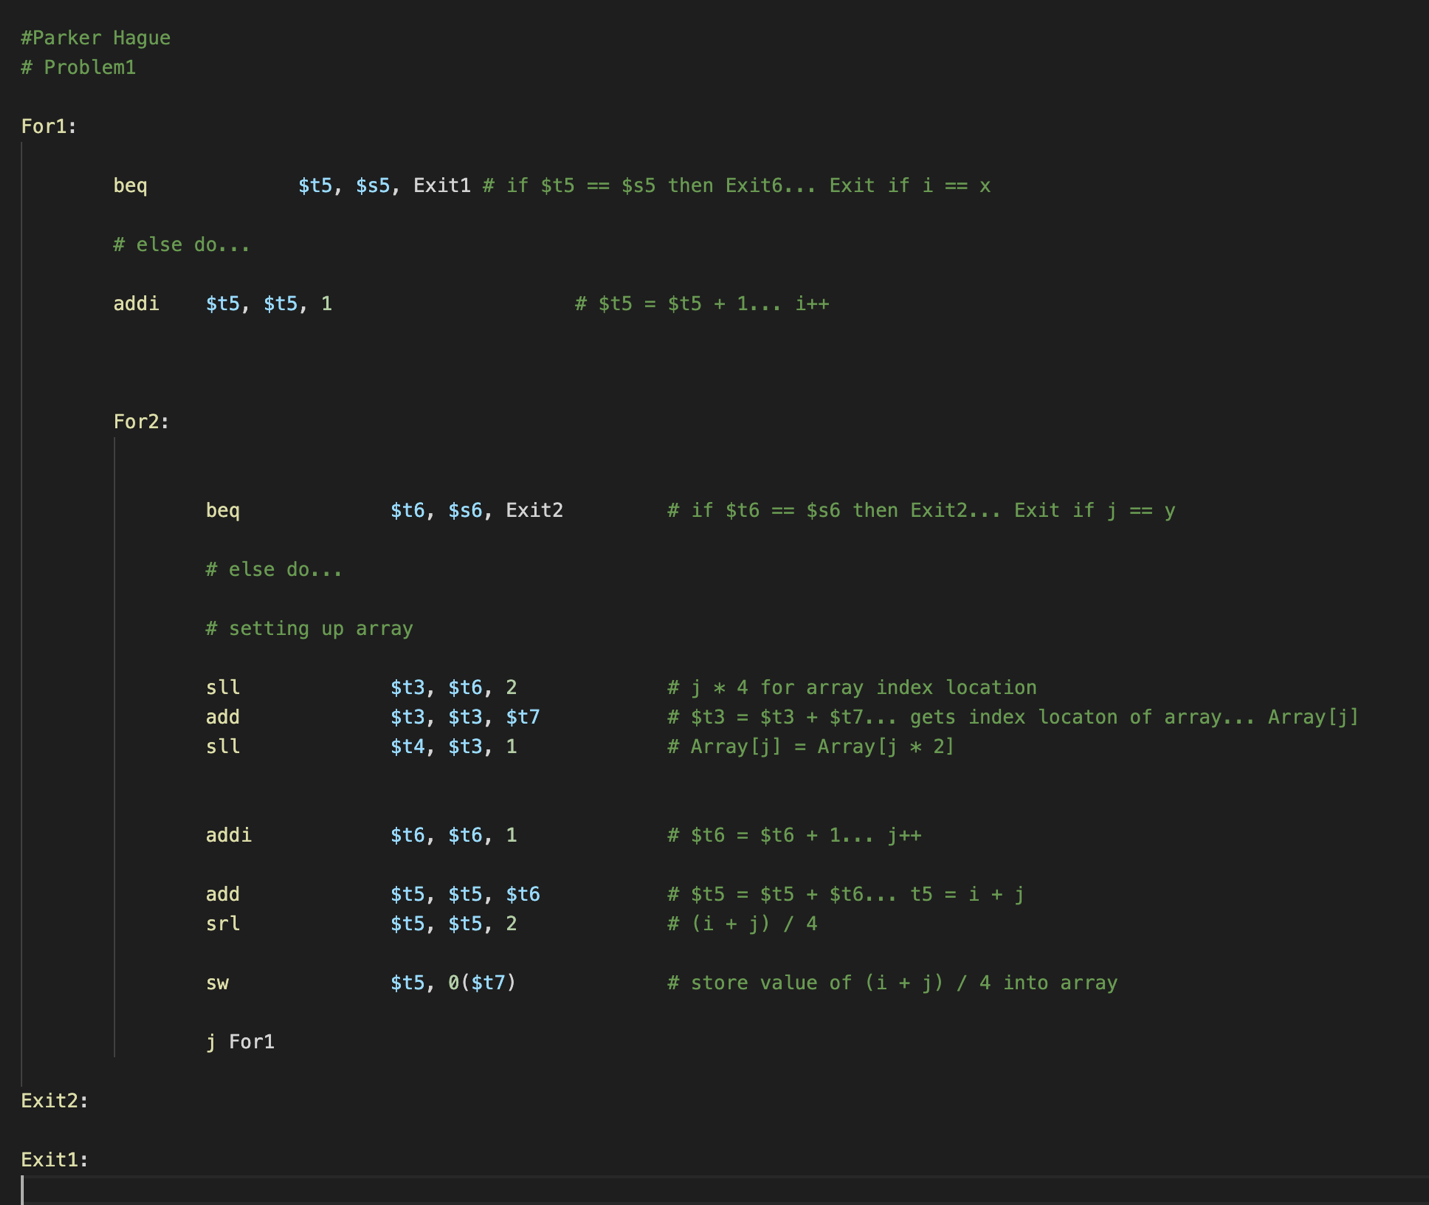 #Parker Hague
# Problem1
For1:
beq $t5, $s5, Exit1 # if $t5 == $s5 then Exit6... Exit if i == x
# else do...
addi $t5, $t5, 1 # $t5 = $t5 + 1... i++
For2:
beq $t6, $s6, Exit2 # if $t6 == $s6 then Exit2... Exit if j == y
# else do...
# setting up array
sll $t3, $t6, 2 # j * 4 for array index location
add $t3, $t3, $t7 # $t3 = $t3 + $t7... gets index locaton of array... Array[j]
sll $t4, $t3, 1 # Array[j] = Array[j * 2]
addi $t6, $t6, 1 # $t6 = $t6 + 1... j++
add $t5, $t5, $t6 # $t5 = $t5 + $t6... t5 = i + j
srl $t5, $t5, 2 # (i + j) / 4
sw $t5, 0($t7) # store value of (i + j) / 4 into array
j For1
Exit2:
Exit1: